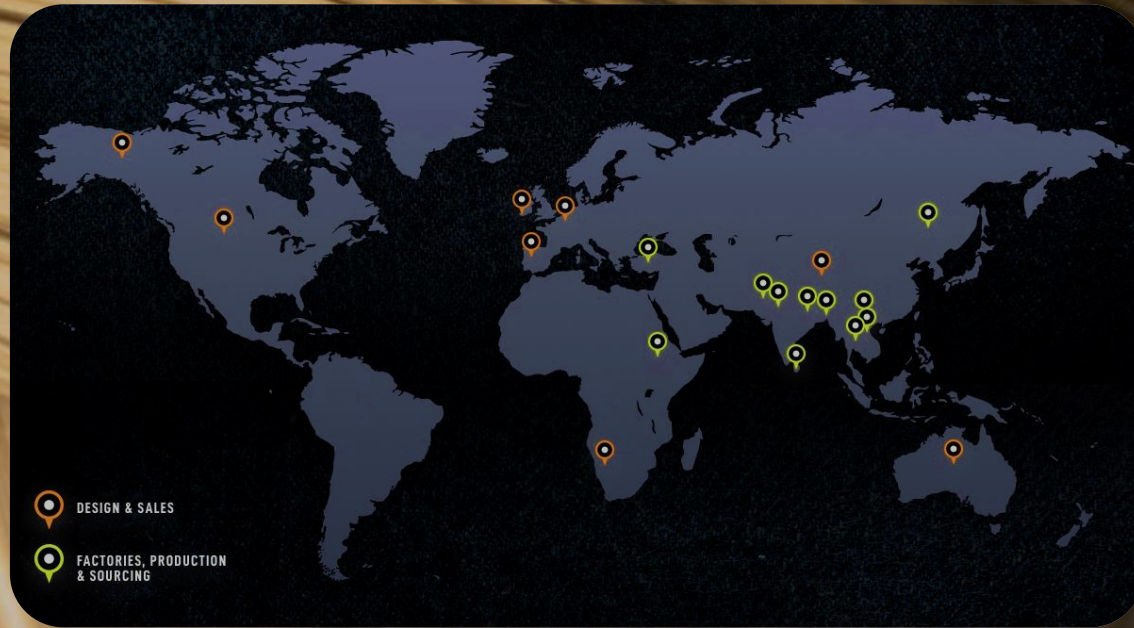 DESIGN & SALES
FACTORIES, PRODUCTION
& SOURCING